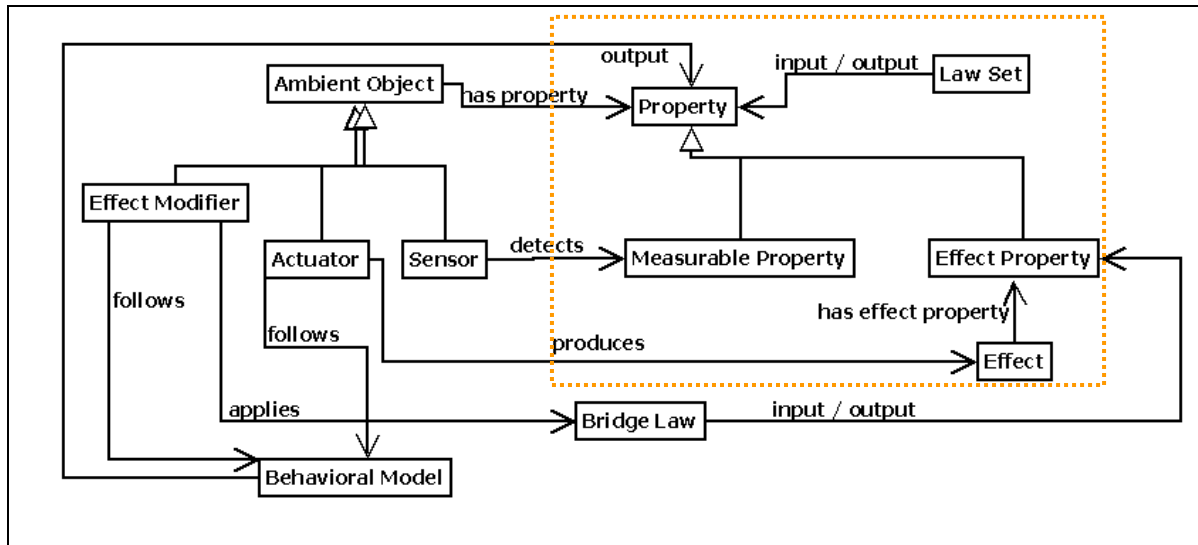 output
input / output
Law Set
Ambient Object
has property
Property
Effect Modifier
Actuator
Sensor
detects
Measurable Property
Effect Property
follows
has effect property
follows
produces
Effect
applies
Bridge Law
input / output
Behavioral Model